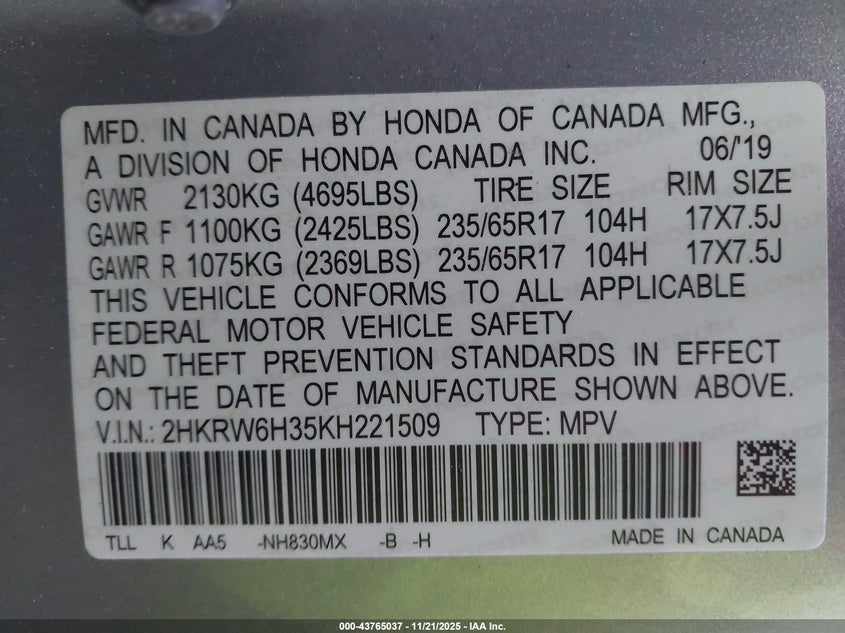 MFD. IN CANADA BY HONDA OF CANADA MFG.,
A DIVISION OF HONDA CANADA INC. 06/'19
GVWR 2130KG (4695LBS) TIRE SIZE RIM SIZE
GAWR F 1100KG (2425LBS) 235/65R17 104H 17X7.5J
GAWR R 1075KG (2369LBS) 235/65R17 104H 17X7.5J
THIS VEHICLE CONFORMS TO ALL APPLICABLE
FEDERAL MOTOR VEHICLE SAFETY
AND THEFT PREVENTION STANDARDS IN EFFECT
ON THE DATE OF MANUFACTURE SHOWN ABOVE.
V.I.N.: 2HKRW6H35KH221509 TYPE: MPV
TLL K AA5 -NH830MX -B -H MADE IN CANADA
000-43765037 - 11/21/2025 - IAA Inc.